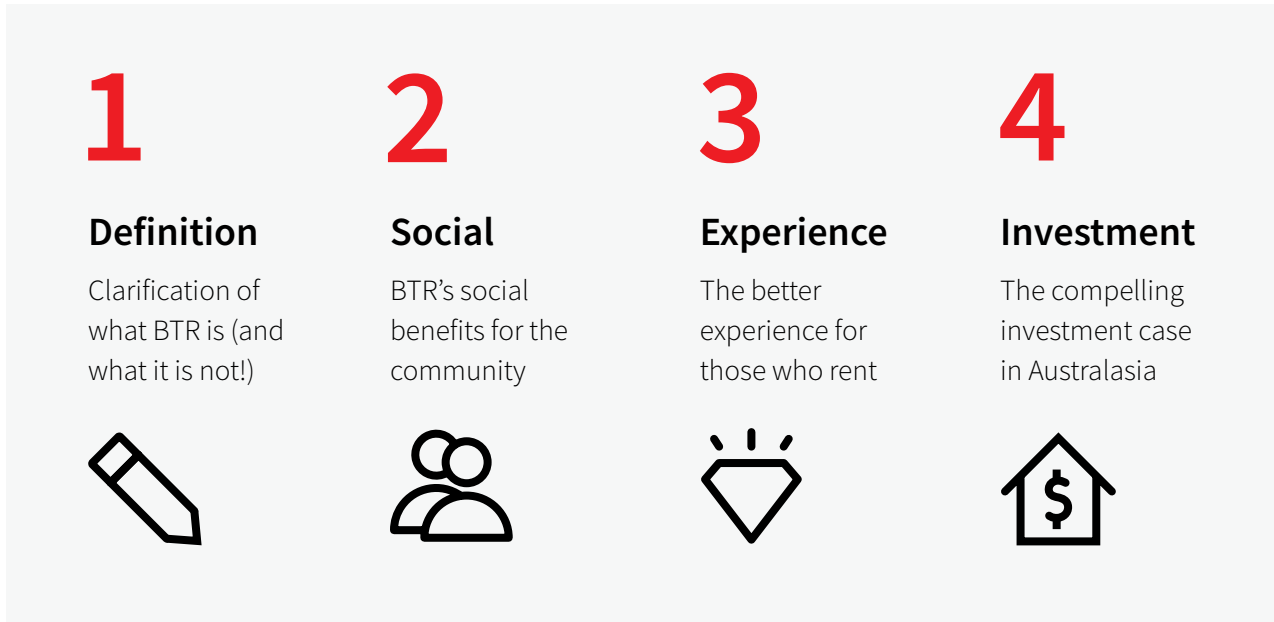 1
Definition
Clarification of
what BTR is (and
what it is not!)
2
Social
BTR’s social
benefits for the
community
3
Experience
The better
experience for
those who rent
4
Investment
The compelling
investment case
in Australasia
$